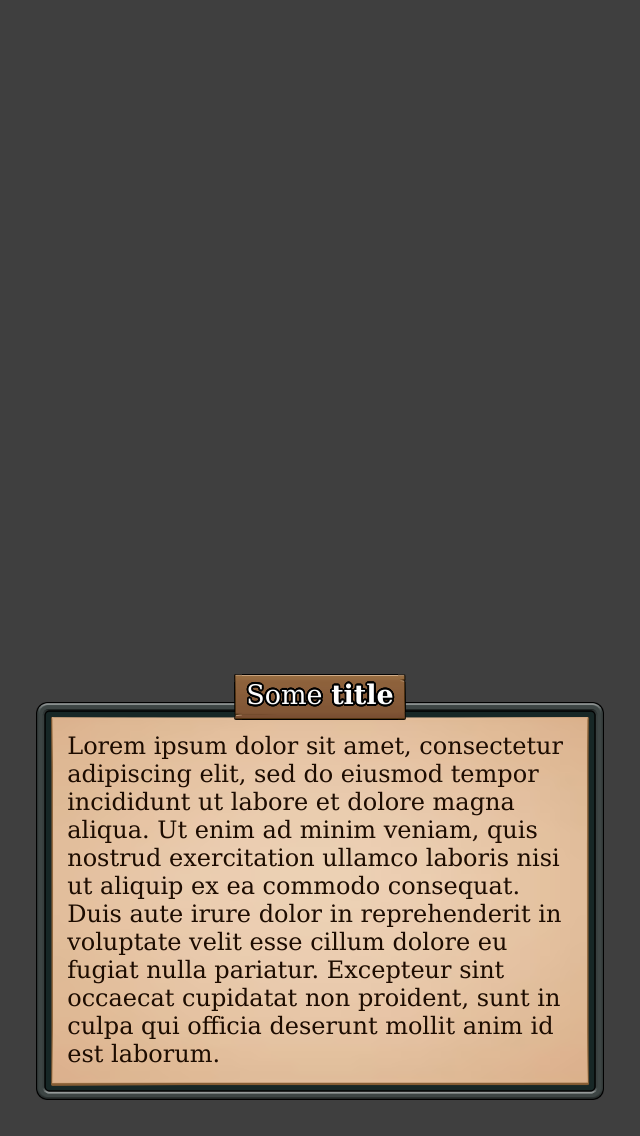 Some title
Lorem ipsum dolor sit amet, consectetur
adipiscing elit, sed do eiusmod tempor
incididunt ut labore et dolore magna
aliqua. Ut enim ad minim veniam, quis
nostrud exercitation ullamco laboris nisi
ut aliquip ex ea commodo consequat.
Duis aute irure dolor in reprehenderit in
voluptate velit esse cillum dolore eu
fugiat nulla pariatur. Excepteur sint
occaecat cupidatat non proident, sunt in
culpa qui officia deserunt mollit anim id
est laborum.